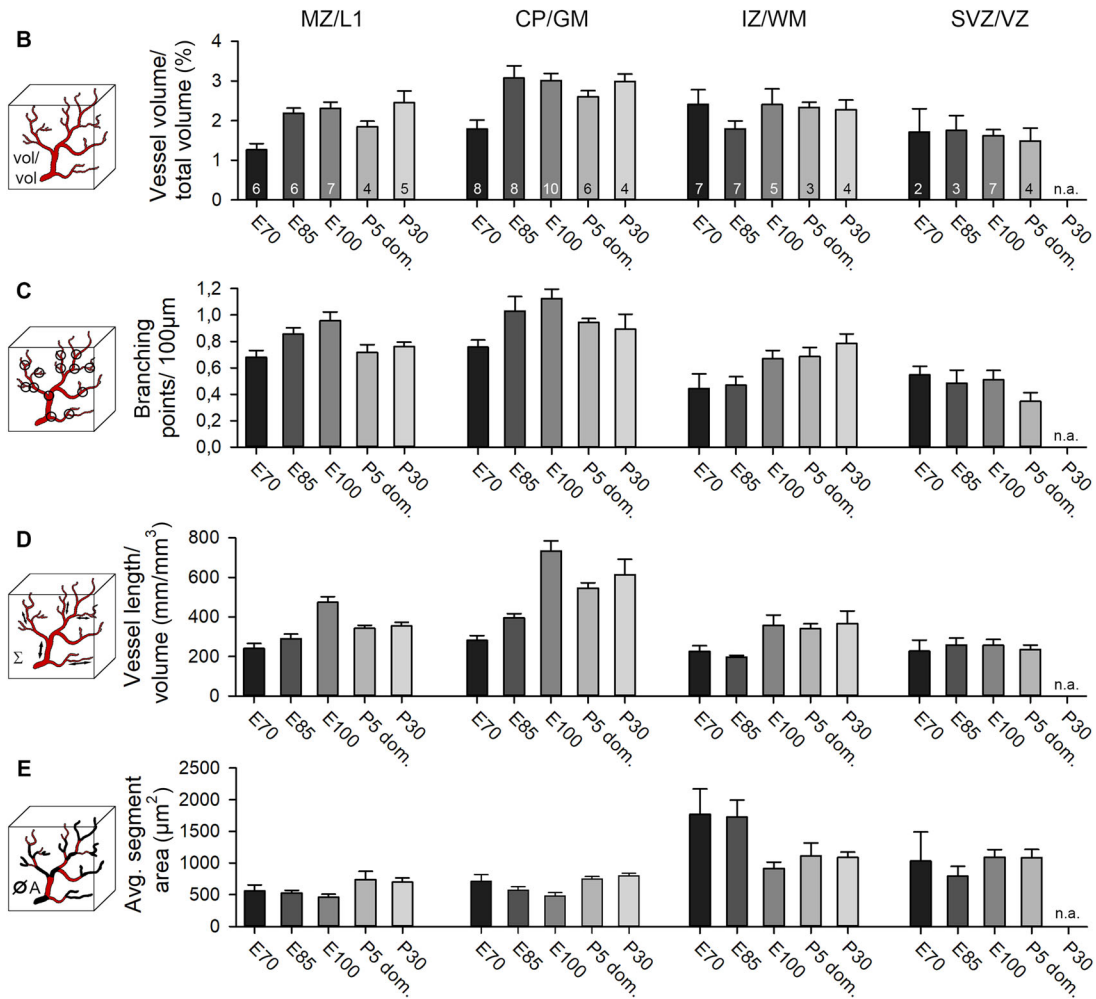 MZ/L1 CP/GM IZ/WM SVZ/VZ
B
vol/
vol
Vessel volume/
total volume (%)
4
3
2
1
0
6 6 7 4 5 8 8 10 6 4 7 7 5 3 4 2 3 7 4 n.a.
E70 E85 E100 P5 dom. P30 E70 E85 E100 P5 dom. P30 E70 E85 E100 P5 dom. P30 E70 E85 E100 P5 dom. P30
C
Branching
points/ 100µm
1,2
1,0
0,8
0,6
0,4
0,2
0,0
n.a.
E70 E85 E100 P5 dom. P30 E70 E85 E100 P5 dom. P30 E70 E85 E100 P5 dom. P30 E70 E85 E100 P5 dom. P30
D
Σ
Vessel length/
volume (mm/mm³)
800
600
400
200
0
n.a.
E70 E85 E100 P5 dom. P30 E70 E85 E100 P5 dom. P30 E70 E85 E100 P5 dom. P30 E70 E85 E100 P5 dom. P30
E
ØA
Avg. segment
area (µm²)
2500
2000
1500
1000
500
0
n.a.
E70 E85 E100 P5 dom. P30 E70 E85 E100 P5 dom. P30 E70 E85 E100 P5 dom. P30 E70 E85 E100 P5 dom. P30